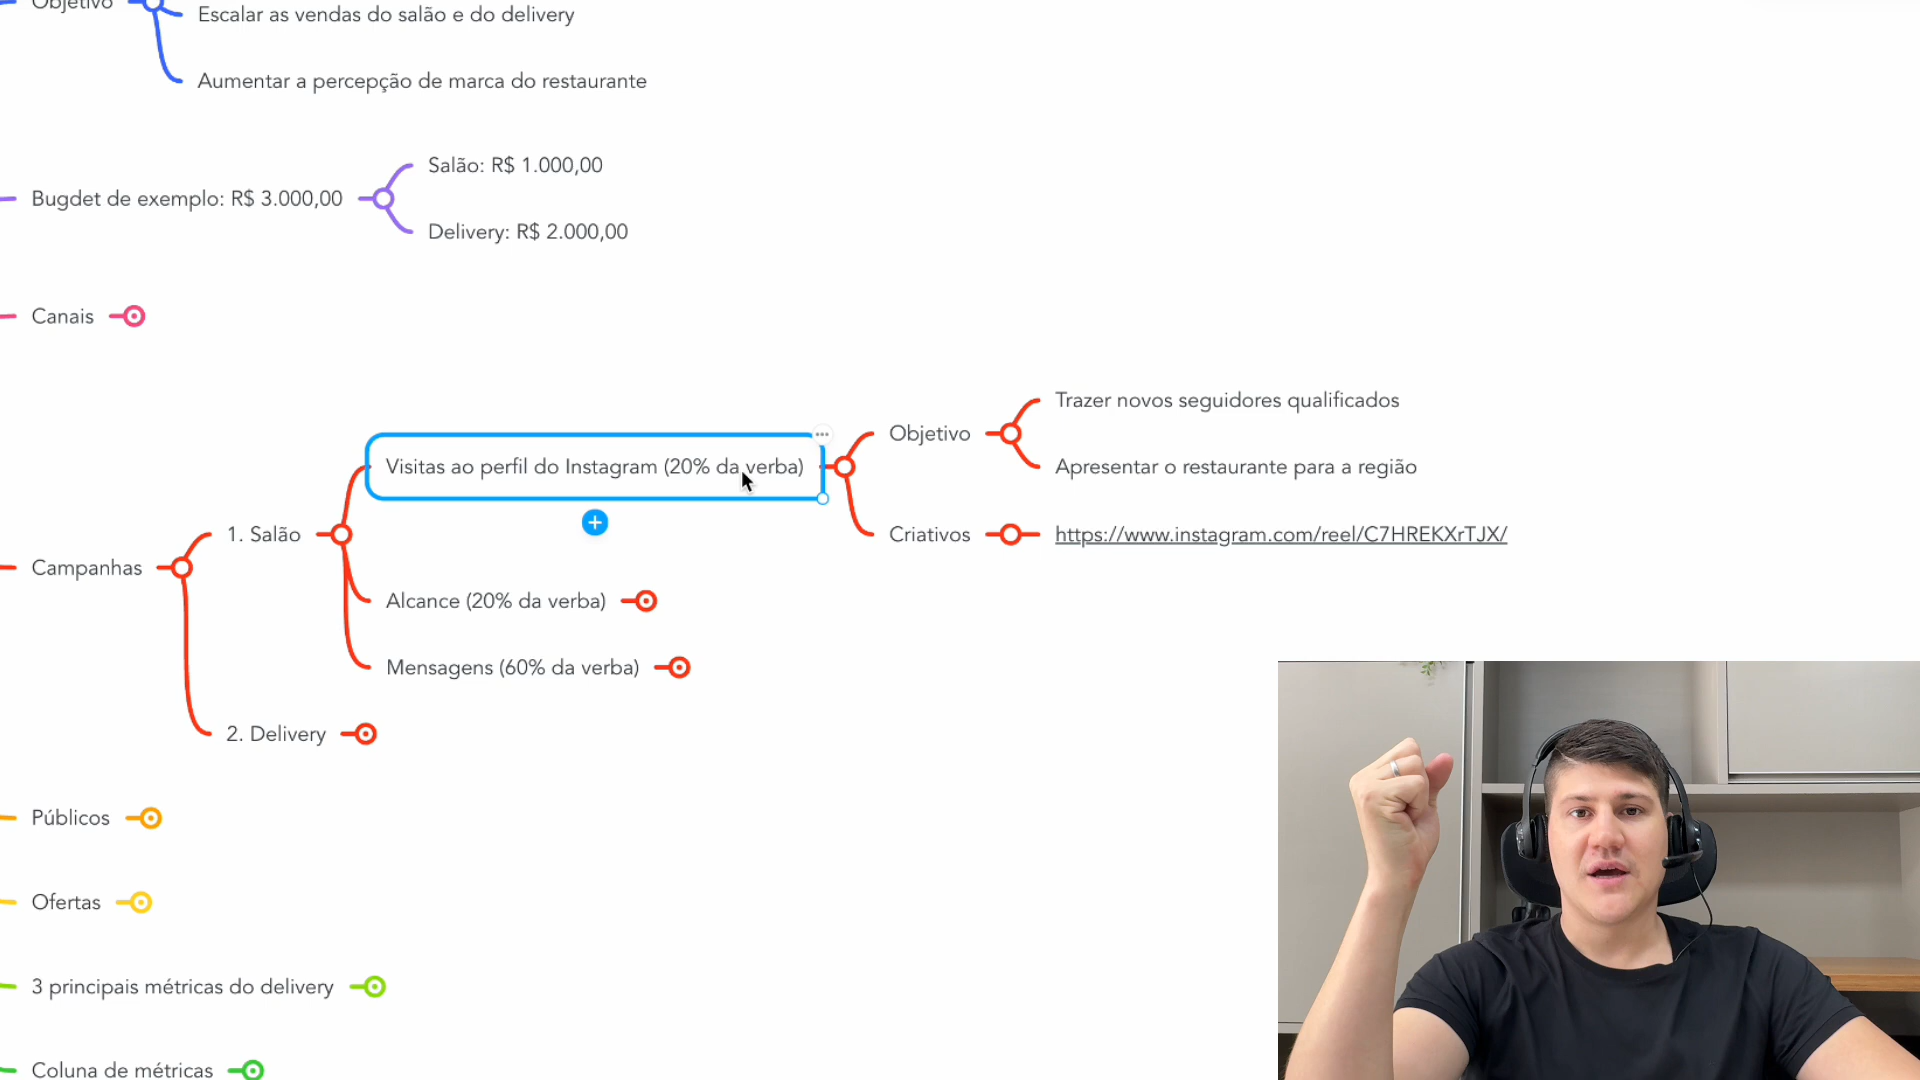 Objetivo
Escalar as vendas do salão e do delivery
Aumentar a percepção de marca do restaurante
Bugdet de exemplo: R$ 3.000,00
Salão: R$ 1.000,00
Delivery: R$ 2.000,00
Canais
Campanhas
1. Salão
Visitas ao perfil do Instagram (20% da verba)
Objetivo
Trazer novos seguidores qualificados
Apresentar o restaurante para a região
Criativos
https://www.instagram.com/reel/C7HREKXrTJX/
Alcance (20% da verba)
Mensagens (60% da verba)
2. Delivery
Públicos
Ofertas
3 principais métricas do delivery
Coluna de métricas